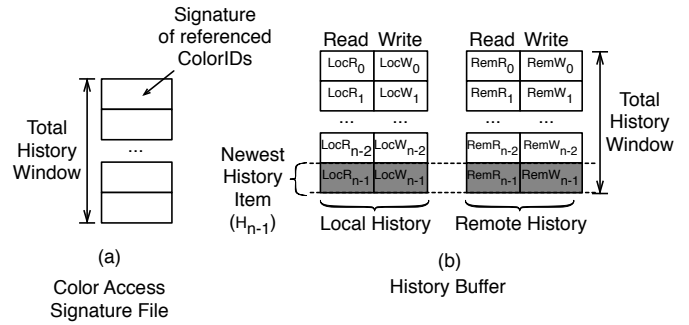 Signature
of referenced
ColorIDs
Total
History
Window
...
(a)
Color Access
Signature File
Read Write Read Write
LocR0 LocW0 RemR0 RemW0
LocR1 LocW1 RemR1 RemW1
... ... ... ...
LocRn-2 LocWn-2 RemRn-2 RemWn-2
LocRn-1 LocWn-1 RemRn-1 RemWn-1
Newest
History
Item
(Hn-1)
Total
History
Window
Local History Remote History
(b)
History Buffer